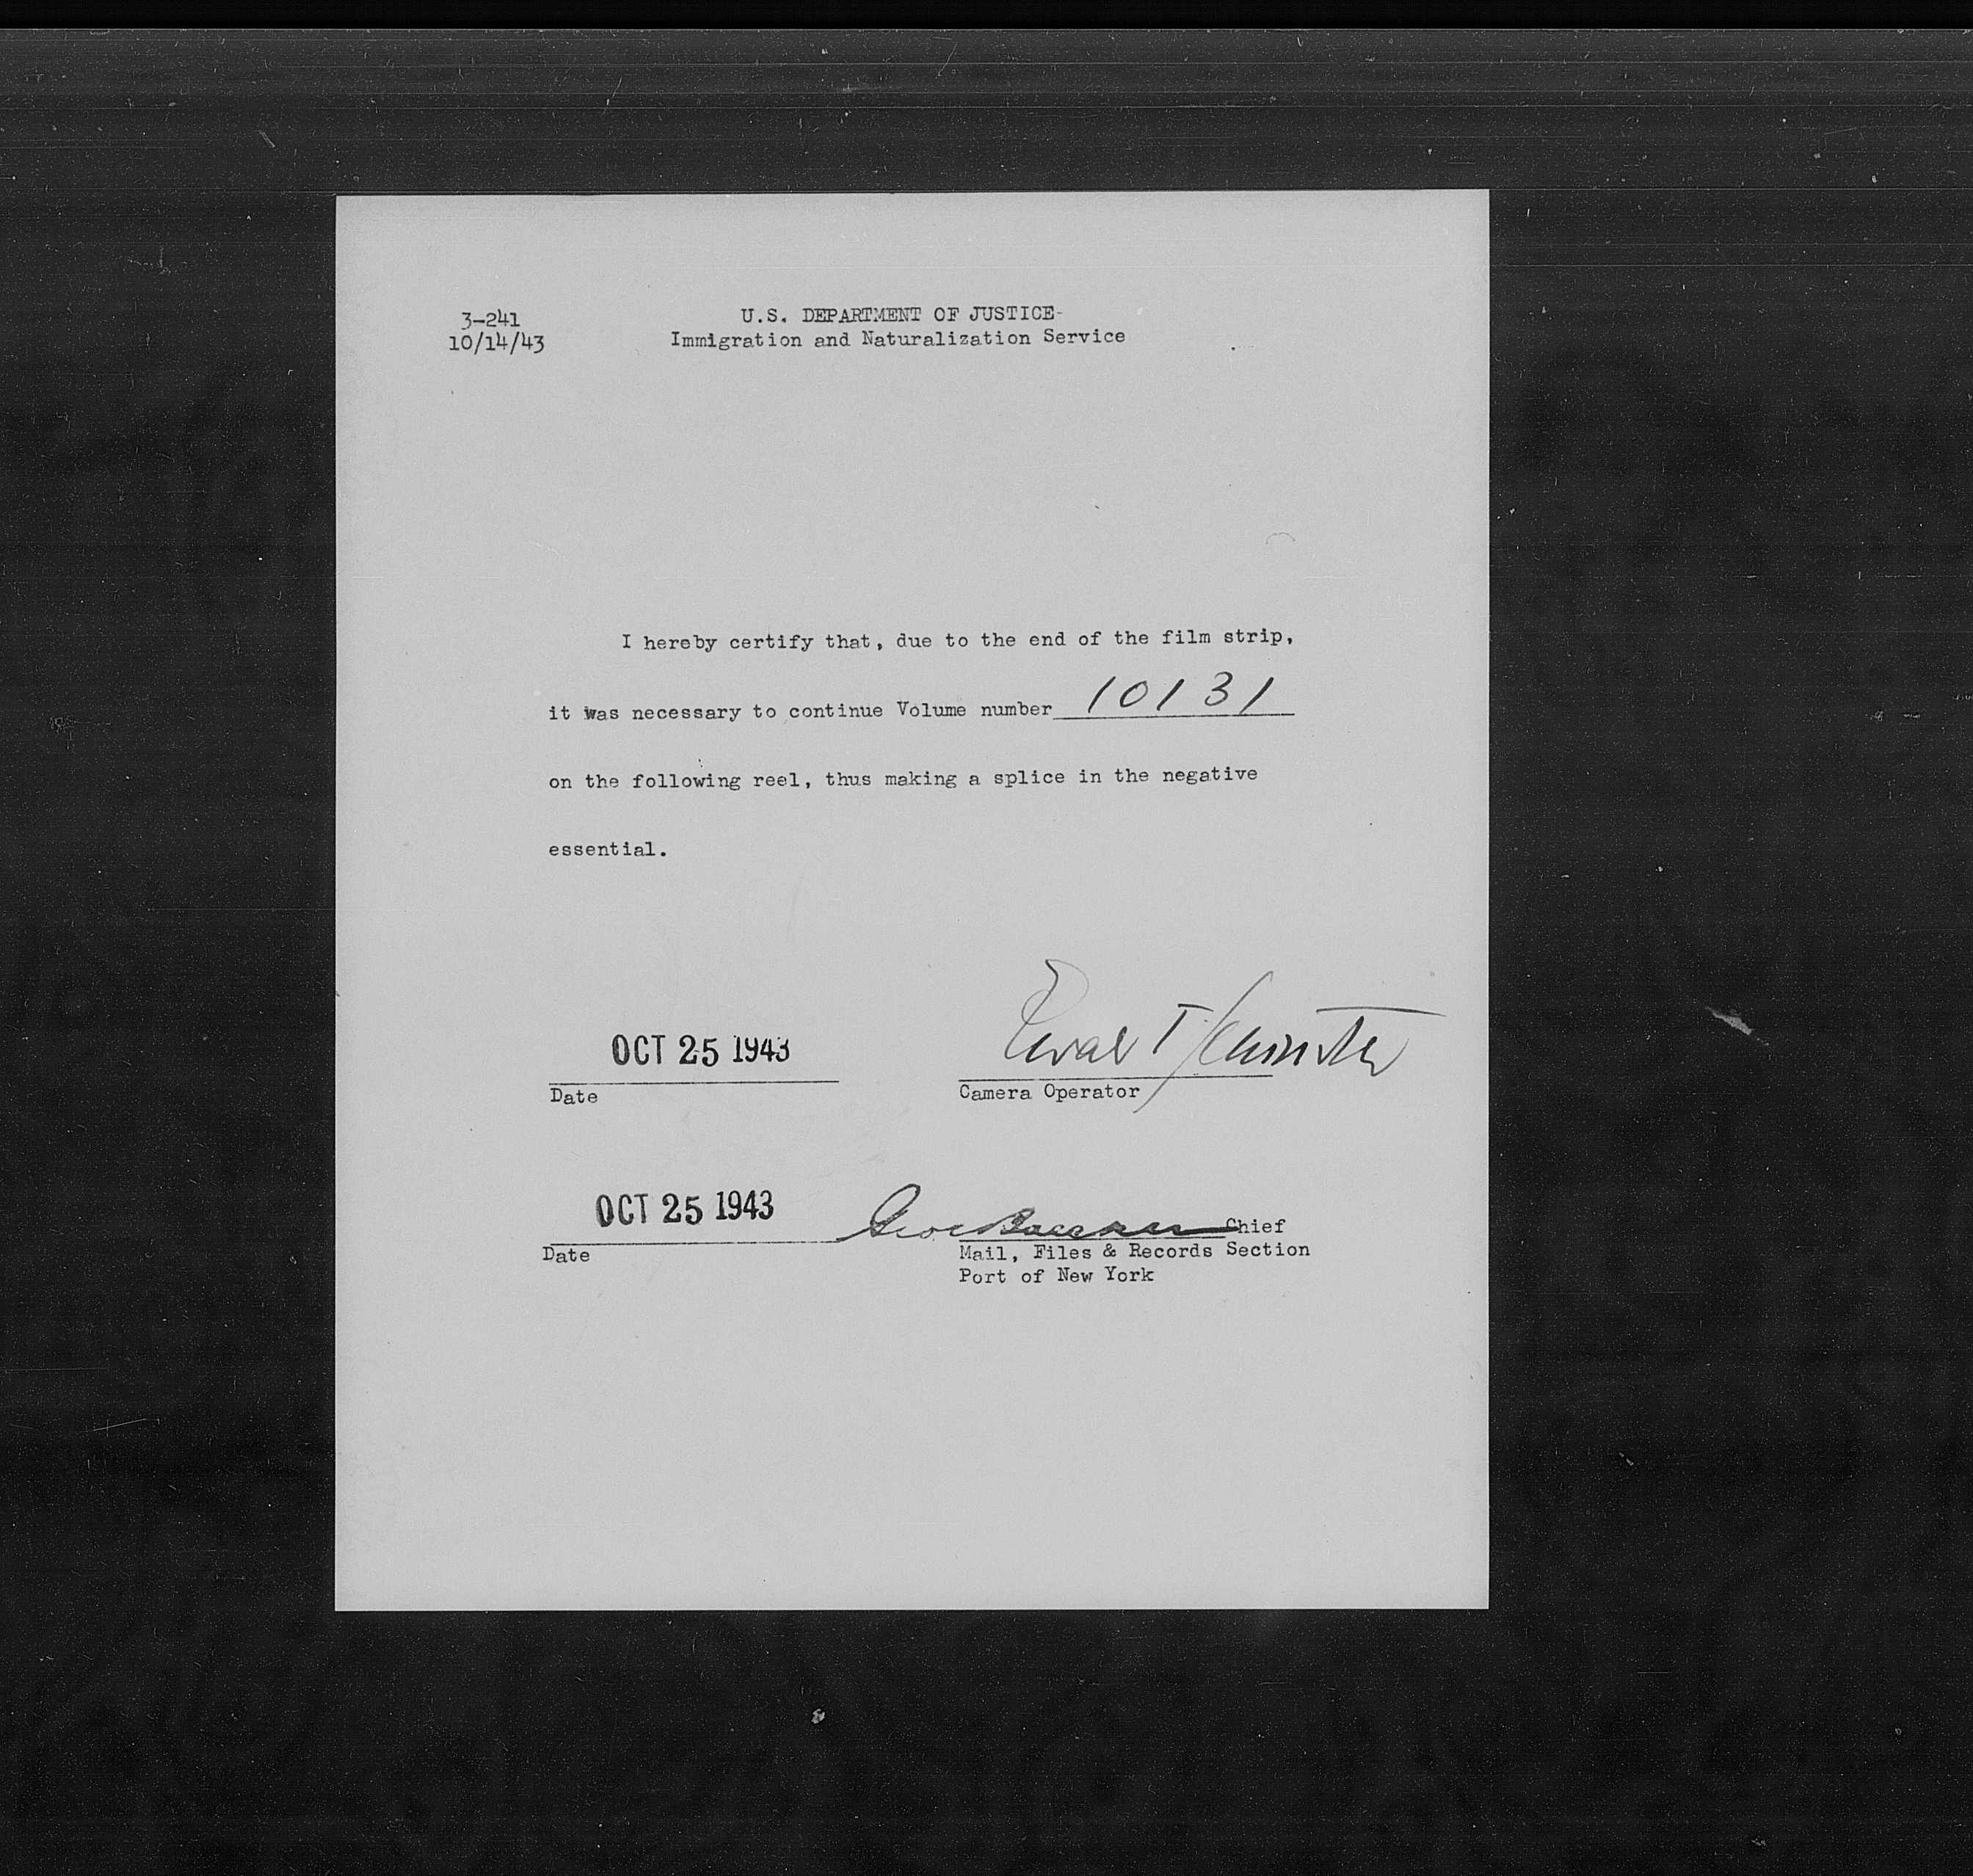 3-241
10/14/43
U.S. DEPARTMENT OF JUSTICE-
Immigration and Naturalization Service
I hereby certify that, due to the end of the film strip,
it was necessary to continue Volume number 10131
on the following reel, thus making a splice in the negative
essential.
OCT 25 1943
Date
Camera Operator
OCT 25 1943
Date
Chief
Mail, Files & Records Section
Port of New York